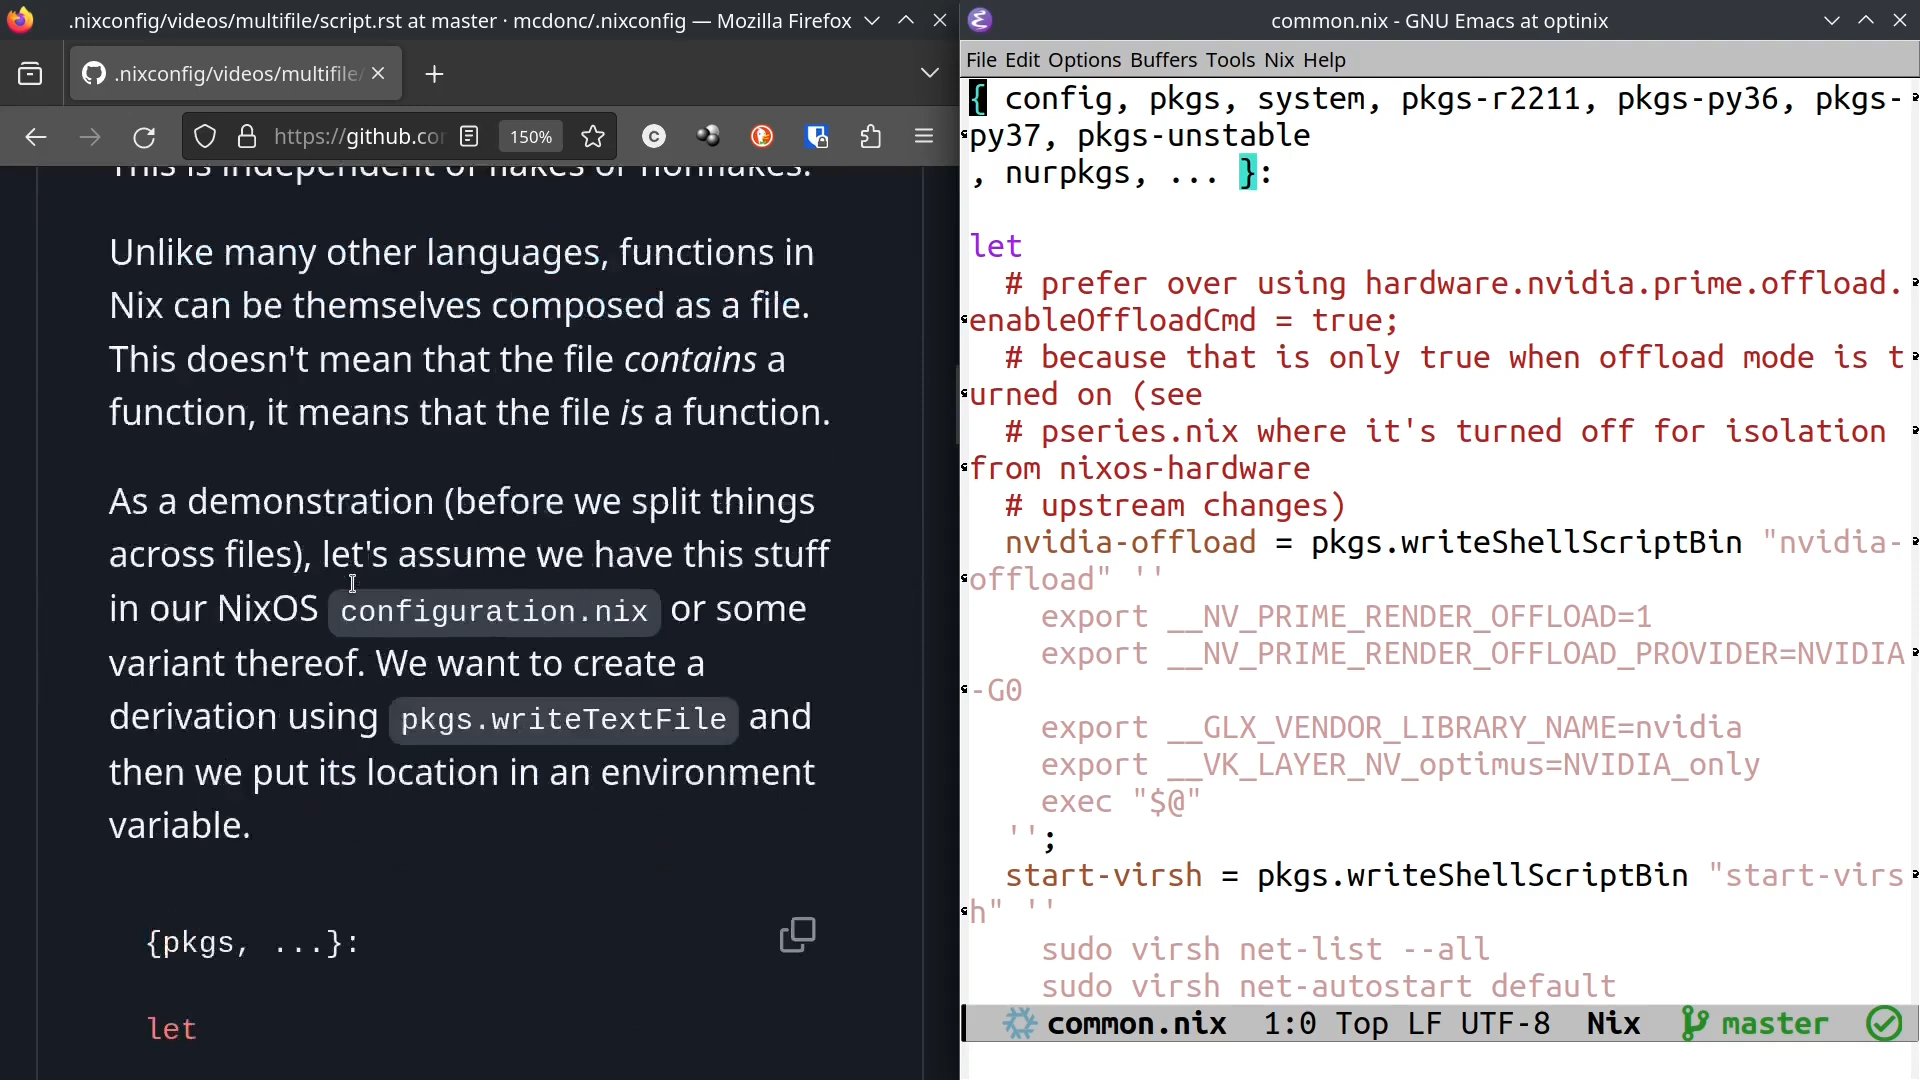 .nixconfig/videos/multifile/script.rst at master · mcdonc/.nixconfig — Mozilla Firefox
.nixconfig/videos/multifile/
https://github.co
150%
This is independent of flakes or nonflakes.
Unlike many other languages, functions in
Nix can be themselves composed as a file.
This doesn't mean that the file contains a
function, it means that the file is a function.
As a demonstration (before we split things
across files), let's assume we have this stuff
in our NixOS configuration.nix or some
variant thereof. We want to create a
derivation using pkgs.writeTextFile and
then we put its location in an environment
variable.
{pkgs, ...}:
let
common.nix - GNU Emacs at optinix
File Edit Options Buffers Tools Nix Help
{ config, pkgs, system, pkgs-r2211, pkgs-py36, pkgs-
py37, pkgs-unstable
, nurpkgs, ... }:
let
# prefer over using hardware.nvidia.prime.offload.
enableOffloadCmd = true;
# because that is only true when offload mode is t
urned on (see
# pseries.nix where it's turned off for isolation
from nixos-hardware
# upstream changes)
nvidia-offload = pkgs.writeShellScriptBin "nvidia-
offload" ''
export __NV_PRIME_RENDER_OFFLOAD=1
export __NV_PRIME_RENDER_OFFLOAD_PROVIDER=NVIDIA
-G0
export __GLX_VENDOR_LIBRARY_NAME=nvidia
export __VK_LAYER_NV_optimus=NVIDIA_only
exec "$@"
'';
start-virsh = pkgs.writeShellScriptBin "start-virs
h" ''
sudo virsh net-list --all
sudo virsh net-autostart default
common.nix 1:0 Top LF UTF-8 Nix master